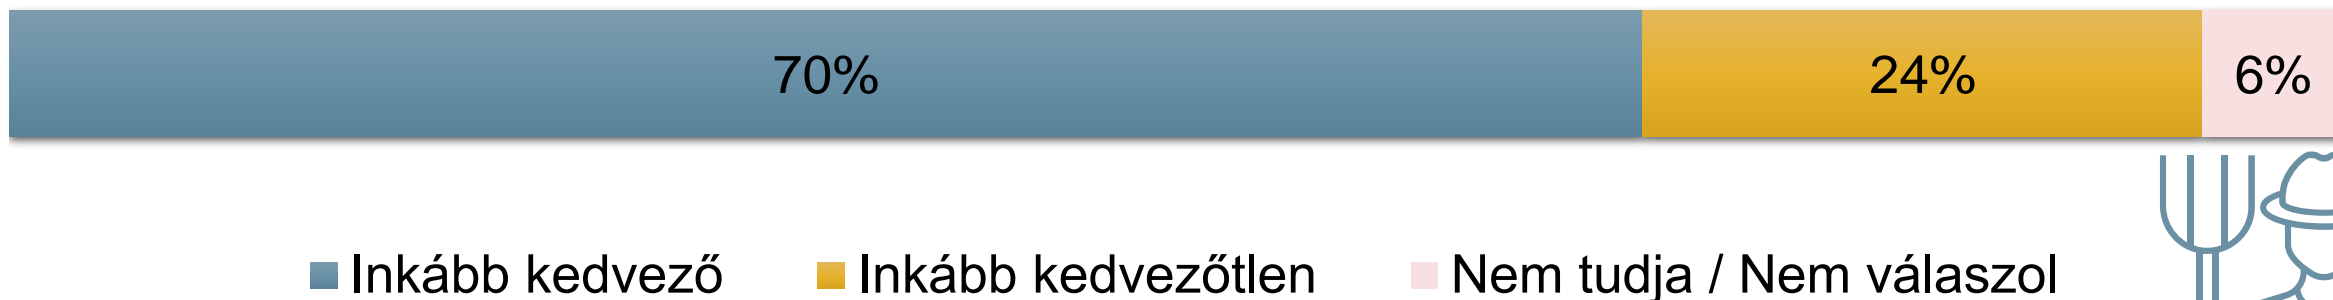 70% 24% 6%
Inkább kedvező Inkább kedvezőtlen Nem tudja / Nem válaszol